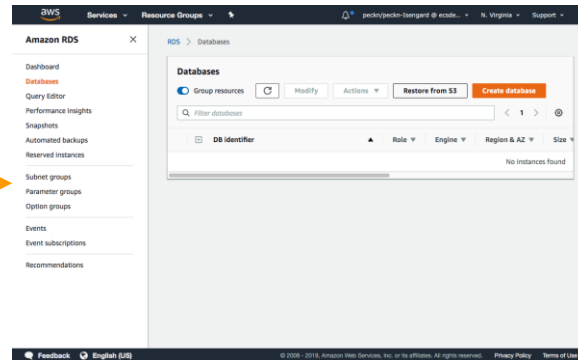 aws Services Resource Groups peckn/peckn-Isengard @ ecsde... N. Virginia Support
Amazon RDS
RDS > Databases
Dashboard
Databases
Query Editor
Performance Insights
Snapshots
Automated backups
Reserved instances
Subnet groups
Parameter groups
Option groups
Events
Event subscriptions
Recommendations
Databases
Group resources Modify Actions Restore from S3 Create database
Filter databases < 1 >
DB identifier Role Engine Region & AZ Size
No instances found
Feedback English (US) © 2008 - 2019, Amazon Web Services, Inc. or its affiliates. All rights reserved. Privacy Policy Terms of Use